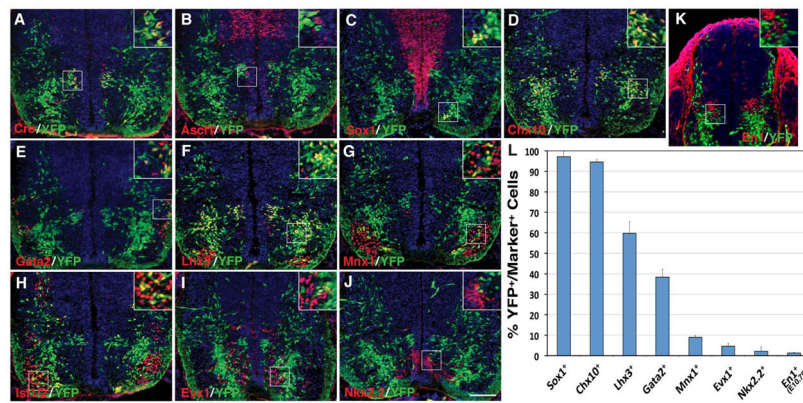 A
Cre/YFP
B
Ascl1/YFP
C
Sox1/YFP
D
Chx10/YFP
K
En1/YFP
E
Gata2/YFP
F
Lhx3/YFP
G
Mnx1/YFP
H
YFP
I
Evx1/YFP
J
Nkx2.2/YFP
L
% YFP+/Marker+ Cells
100
90
80
70
60
50
40
30
20
10
0
Sox1+
Chx10+
Lhx3+
Gata2+
Mnx1+
Evx1+
Nkx2.2+
En1+